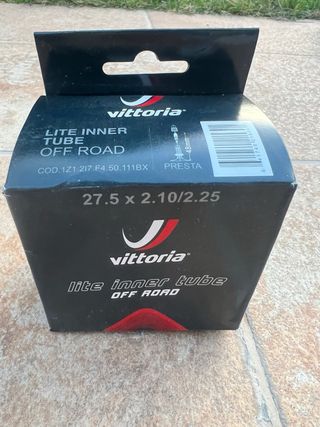 vittoria
LITE INNER
TUBE
OFF ROAD
COD.1Z1.2I7.F4.50.111BX
PRESTA
27.5 x 2.10/2.25
vittoria
lite inner tube
OFF ROAD